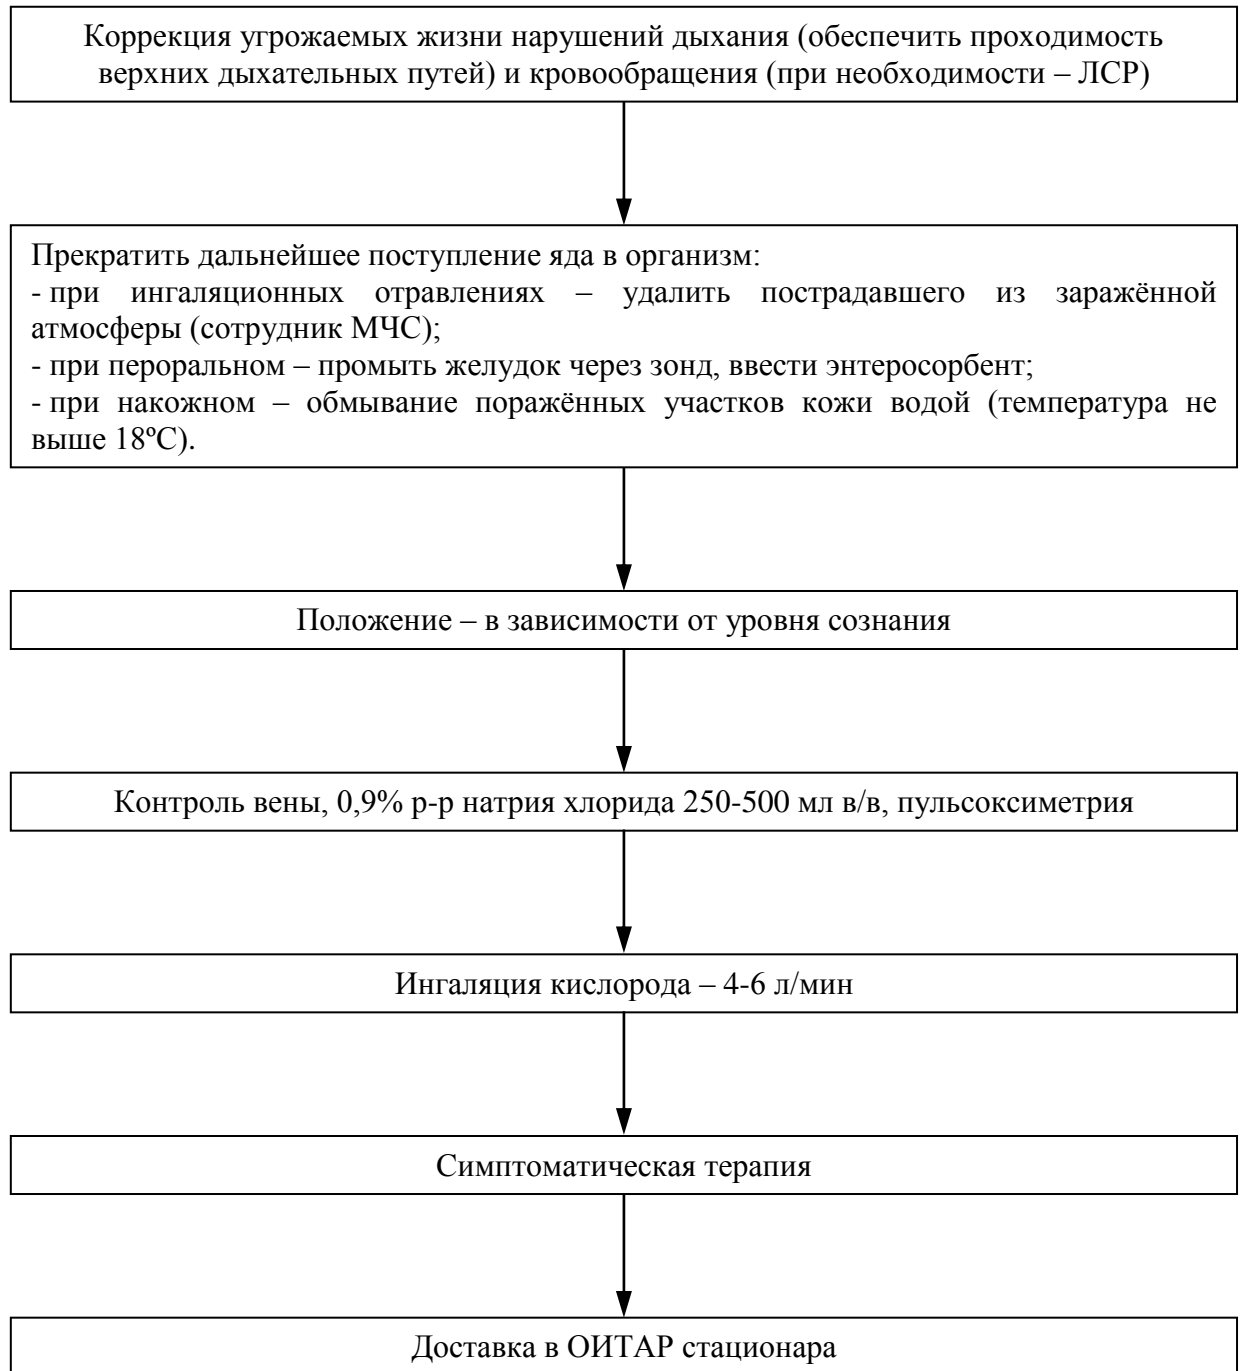 Коррекция угрожаемых жизни нарушений дыхания (обеспечить проходимость
верхних дыхательных путей) и кровообращения (при необходимости – ЛСР)
Прекратить дальнейшее поступление яда в организм:
- при ингаляционных отравлениях – удалить пострадавшего из заражённой
атмосферы (сотрудник МЧС);
- при пероральном – промыть желудок через зонд, ввести энтеросорбент;
- при накожном – обмывание поражённых участков кожи водой (температура не
выше 18ºС).
Положение – в зависимости от уровня сознания
Контроль вены, 0,9% р-р натрия хлорида 250-500 мл в/в, пульсоксиметрия
Ингаляция кислорода – 4-6 л/мин
Симптоматическая терапия
Доставка в ОИТАР стационара